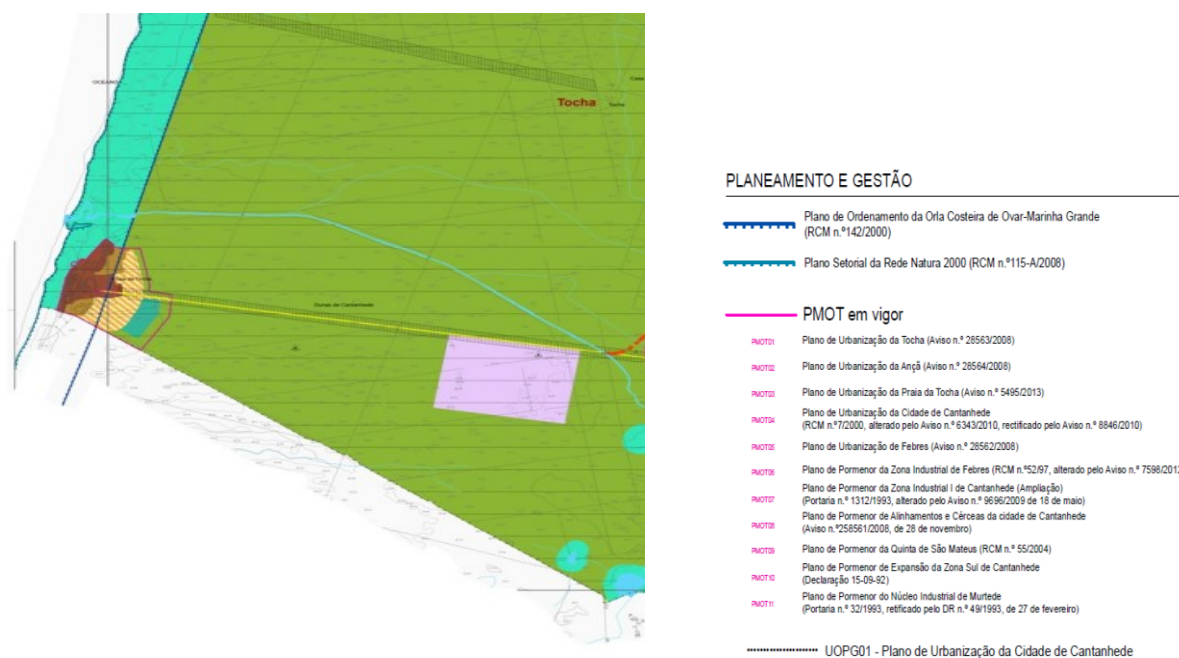 OCEANO
Tocha
Tocha
Casa
Dunas de Cantanhede
PLANEAMENTO E GESTÃO
Plano de Ordenamento da Orla Costeira de Ovar-Marinha Grande
(RCM n.º142/2000)
Plano Setorial da Rede Natura 2000 (RCM n.º115-A/2008)
PMOT em vigor
PMOT01 Plano de Urbanização da Tocha (Aviso n.º 28563/2008)
PMOT02 Plano de Urbanização da Ançã (Aviso n.º 28564/2008)
PMOT03 Plano de Urbanização da Praia da Tocha (Aviso n.º 5495/2013)
PMOT04 Plano de Urbanização da Cidade de Cantanhede
(RCM n.º7/2000, alterado pelo Aviso n.º 6343/2010, rectificado pelo Aviso n.º 8846/2010)
PMOT05 Plano de Urbanização de Febres (Aviso n.º 28562/2008)
PMOT06 Plano de Pormenor da Zona Industrial de Febres (RCM n.º52/97, alterado pelo Aviso n.º 7598/2012
PMOT07 Plano de Pormenor da Zona Industrial I de Cantanhede (Ampliação)
(Portaria n.º 1312/1993, alterado pelo Aviso n.º 9696/2009 de 18 de maio)
PMOT08 Plano de Pormenor de Alinhamentos e Cérceas da cidade de Cantanhede
(Aviso n.º258561/2008, de 28 de novembro)
PMOT09 Plano de Pormenor da Quinta de São Mateus (RCM n.º 55/2004)
PMOT10 Plano de Pormenor de Expansão da Zona Sul de Cantanhede
(Declaração 15-09-92)
PMOT11 Plano de Pormenor do Núcleo Industrial de Murtede
(Portaria n.º 32/1993, retificado pelo DR n.º 49/1993, de 27 de fevereiro)
UOPG01 - Plano de Urbanização da Cidade de Cantanhede